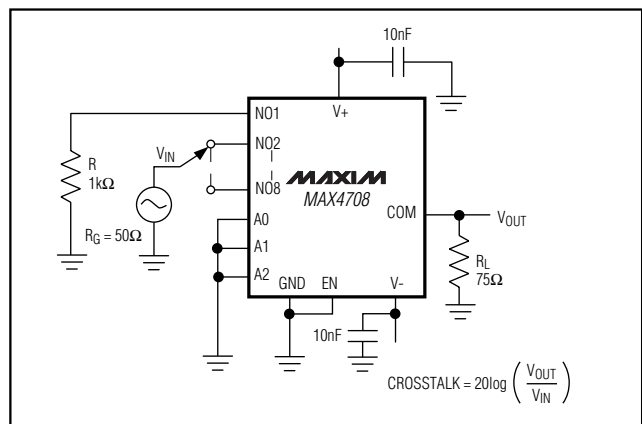 10nF
NO1
V+
NO2
VIN
R
1kΩ
MAXIM
NO8
MAX4708
COM
VOUT
A0
RG = 50Ω
A1
RL
75Ω
A2
GND
EN
V-
10nF
CROSSTALK = 20log ( VOUT / VIN )